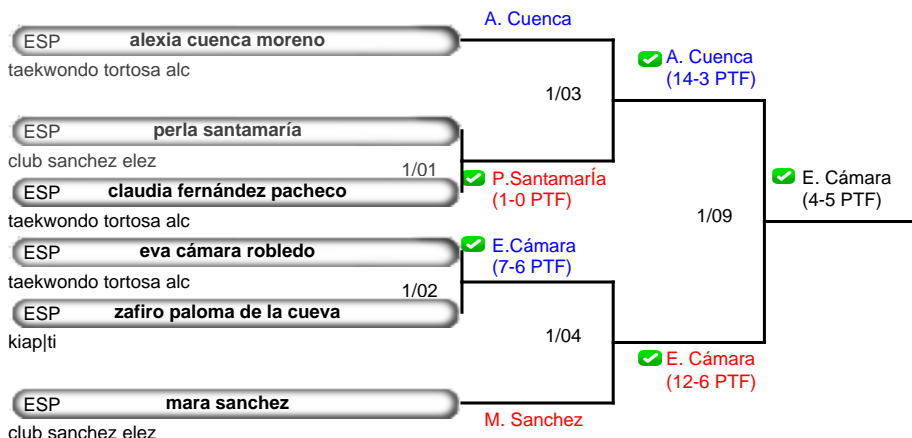 A. Cuenca
ESP alexia cuenca moreno
taekwondo tortosa alc
A. Cuenca
(14-3 PTF)
1/03
ESP perla santamaría
club sanchez elez
1/01
P.SantamarÍa
(1-0 PTF)
ESP claudia fernández pacheco
taekwondo tortosa alc
E. Cámara
(4-5 PTF)
1/09
ESP eva cámara robledo
taekwondo tortosa alc
E.Cámara
(7-6 PTF)
1/02
ESP zafiro paloma de la cueva
kiap|ti
1/04
E. Cámara
(12-6 PTF)
ESP mara sanchez
club sanchez elez
M. Sanchez